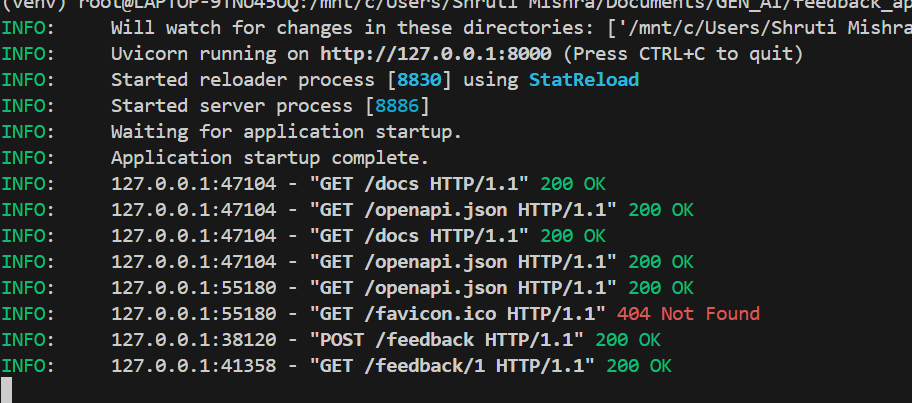 (venv) root@LAPTOP-9TNU45UQ:/mnt/c/Users/Shruti Mishra/Documents/GEN_AI/feedback_ap
INFO:     Will watch for changes in these directories: ['/mnt/c/Users/Shruti Mishra
INFO:     Uvicorn running on http://127.0.0.1:8000 (Press CTRL+C to quit)
INFO:     Started reloader process [8830] using StatReload
INFO:     Started server process [8886]
INFO:     Waiting for application startup.
INFO:     Application startup complete.
INFO:     127.0.0.1:47104 - "GET /docs HTTP/1.1" 200 OK
INFO:     127.0.0.1:47104 - "GET /openapi.json HTTP/1.1" 200 OK
INFO:     127.0.0.1:47104 - "GET /docs HTTP/1.1" 200 OK
INFO:     127.0.0.1:47104 - "GET /openapi.json HTTP/1.1" 200 OK
INFO:     127.0.0.1:55180 - "GET /openapi.json HTTP/1.1" 200 OK
INFO:     127.0.0.1:55180 - "GET /favicon.ico HTTP/1.1" 404 Not Found
INFO:     127.0.0.1:38120 - "POST /feedback HTTP/1.1" 200 OK
INFO:     127.0.0.1:41358 - "GET /feedback/1 HTTP/1.1" 200 OK